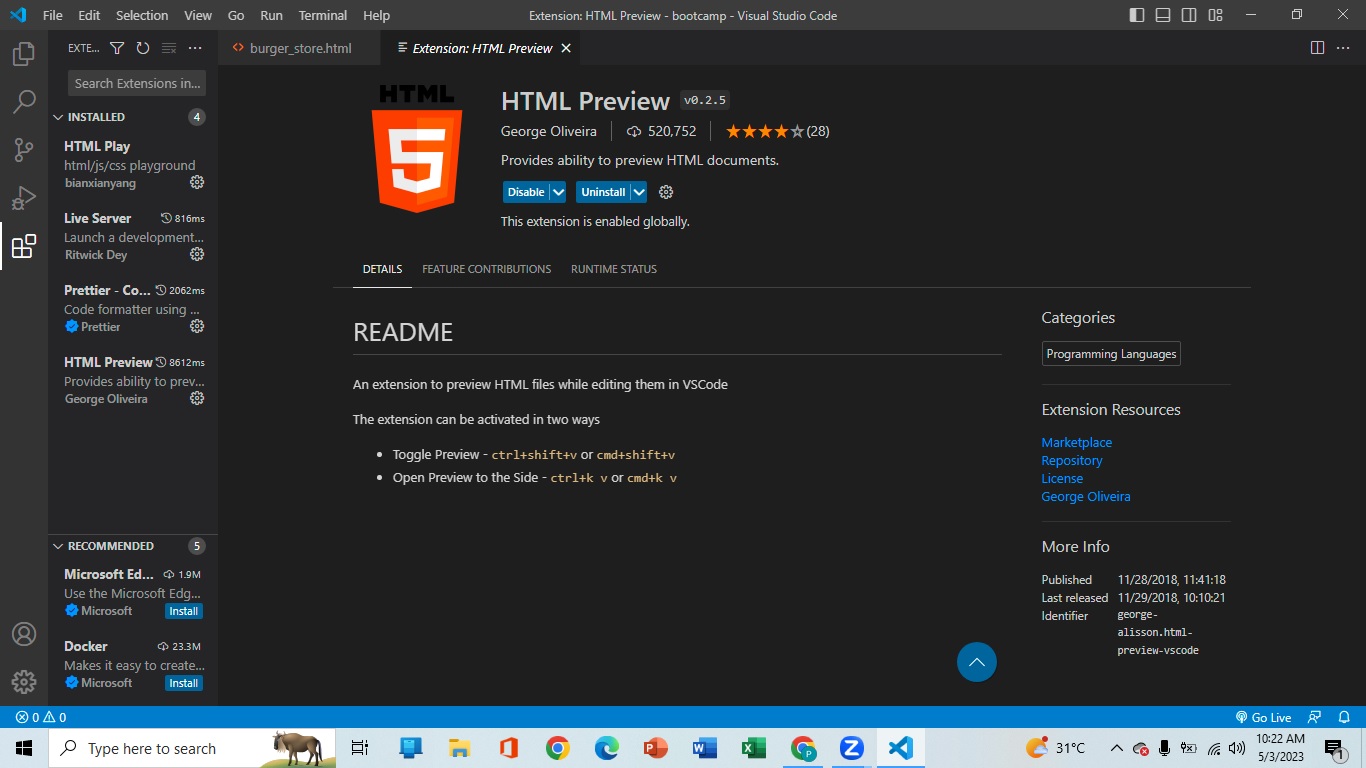 File Edit Selection View Go Run Terminal Help
Extension: HTML Preview - bootcamp - Visual Studio Code
EXTE...
burger_store.html
Extension: HTML Preview
Search Extensions in...
INSTALLED 4
HTML Play
html/js/css playground
bianxianyang
Live Server 816ms
Launch a development...
Ritwick Dey
Prettier - Co... 2062ms
Code formatter using ...
Prettier
HTML Preview 8612ms
Provides ability to prev...
George Oliveira
RECOMMENDED 5
Microsoft Ed... 1.9M
Use the Microsoft Edg...
Microsoft Install
Docker 23.3M
Makes it easy to create...
Microsoft Install
HTML
5
HTML Preview v0.2.5
George Oliveira 520,752 (28)
Provides ability to preview HTML documents.
Disable Uninstall
This extension is enabled globally.
DETAILS FEATURE CONTRIBUTIONS RUNTIME STATUS
README
An extension to preview HTML files while editing them in VSCode
The extension can be activated in two ways
Toggle Preview - ctrl+shift+v or cmd+shift+v
Open Preview to the Side - ctrl+k v or cmd+k v
Categories
Programming Languages
Extension Resources
Marketplace
Repository
License
George Oliveira
More Info
Published 11/28/2018, 11:41:18
Last released 11/29/2018, 10:10:21
Identifier george-
alisson.html-
preview-vscode
0 0
Go Live
Type here to search
31°C
10:22 AM
5/3/2023
1